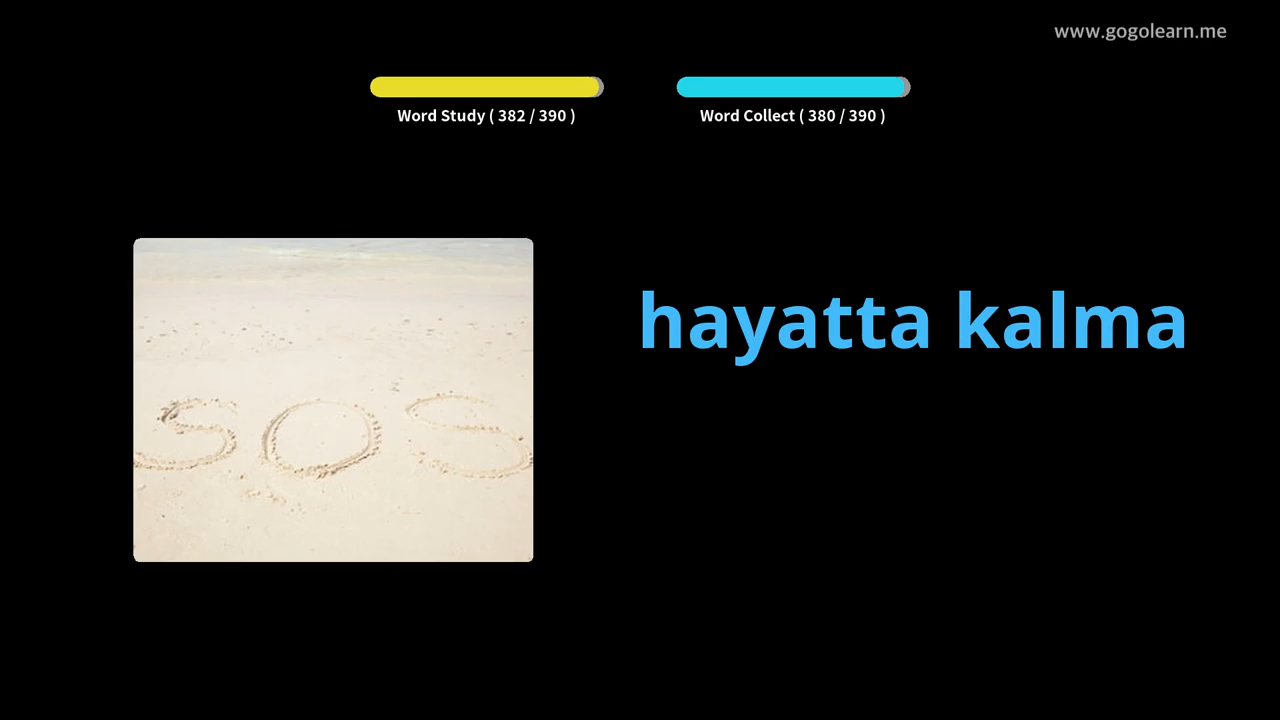 www.gogolearn.me
Word Study ( 382 / 390 )
Word Collect ( 380 / 390 )
hayatta kalma
SOS